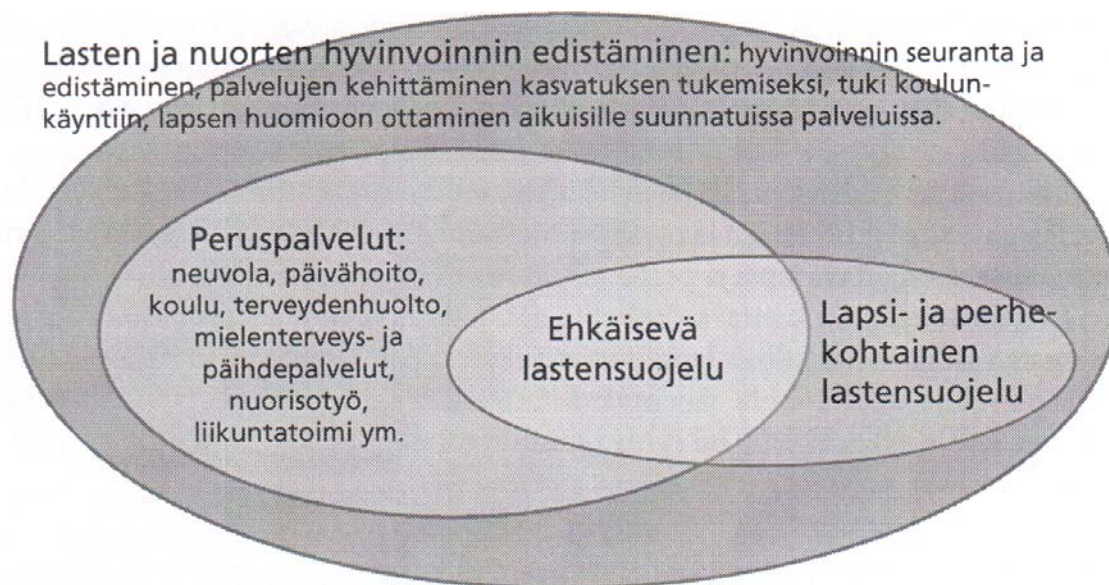 Lasten ja nuorten hyvinvoinnin edistäminen: hyvinvoinnin seuranta ja
edistäminen, palvelujen kehittäminen kasvatuksen tukemiseksi, tuki koulun-
käyntiin, lapsen huomioon ottaminen aikuisille suunnatuissa palveluissa.
Peruspalvelut:
neuvola, päivähoito,
koulu, terveydenhuolto,
mielenterveys- ja
päihdepalvelut,
nuorisotyö,
liikuntatoimi ym.
Ehkäisevä
lastensuojelu
Lapsi- ja perhe-
kohtainen
lastensuojelu